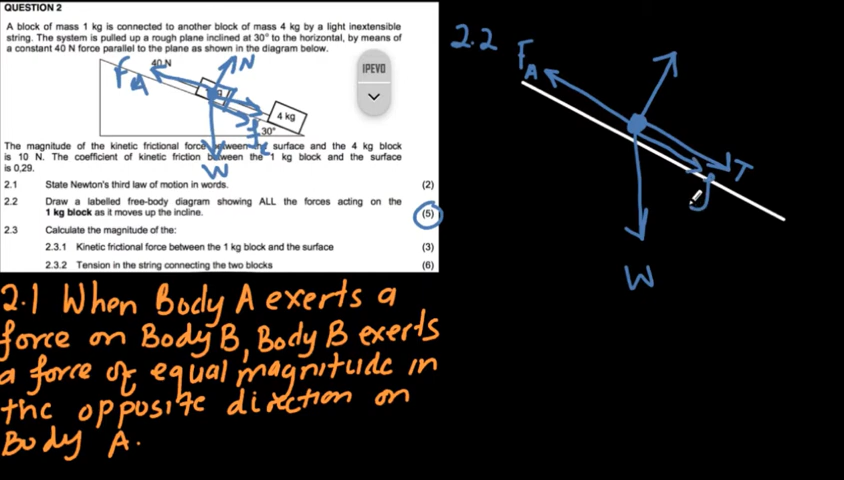 QUESTION 2
A block of mass 1 kg is connected to another block of mass 4 kg by a light inextensible
string. The system is pulled up a rough plane inclined at 30° to the horizontal, by means of
a constant 40 N force parallel to the plane as shown in the diagram below.
40 N
N
FA
4 kg
30°
W
IPEVO
The magnitude of the kinetic frictional force between the surface and the 4 kg block
is 10 N. The coefficient of kinetic friction between the 1 kg block and the surface
is 0,29.
2.1 State Newton's third law of motion in words. (2)
2.2 Draw a labelled free-body diagram showing ALL the forces acting on the
1 kg block as it moves up the incline. (5)
2.3 Calculate the magnitude of the:
2.3.1 Kinetic frictional force between the 1 kg block and the surface (3)
2.3.2 Tension in the string connecting the two blocks (6)
2.1 When Body A exerts a
force on Body B, Body B exerts
a force of equal magnitude in
the opposite direction on
Body A.
2.2
FA
T
W